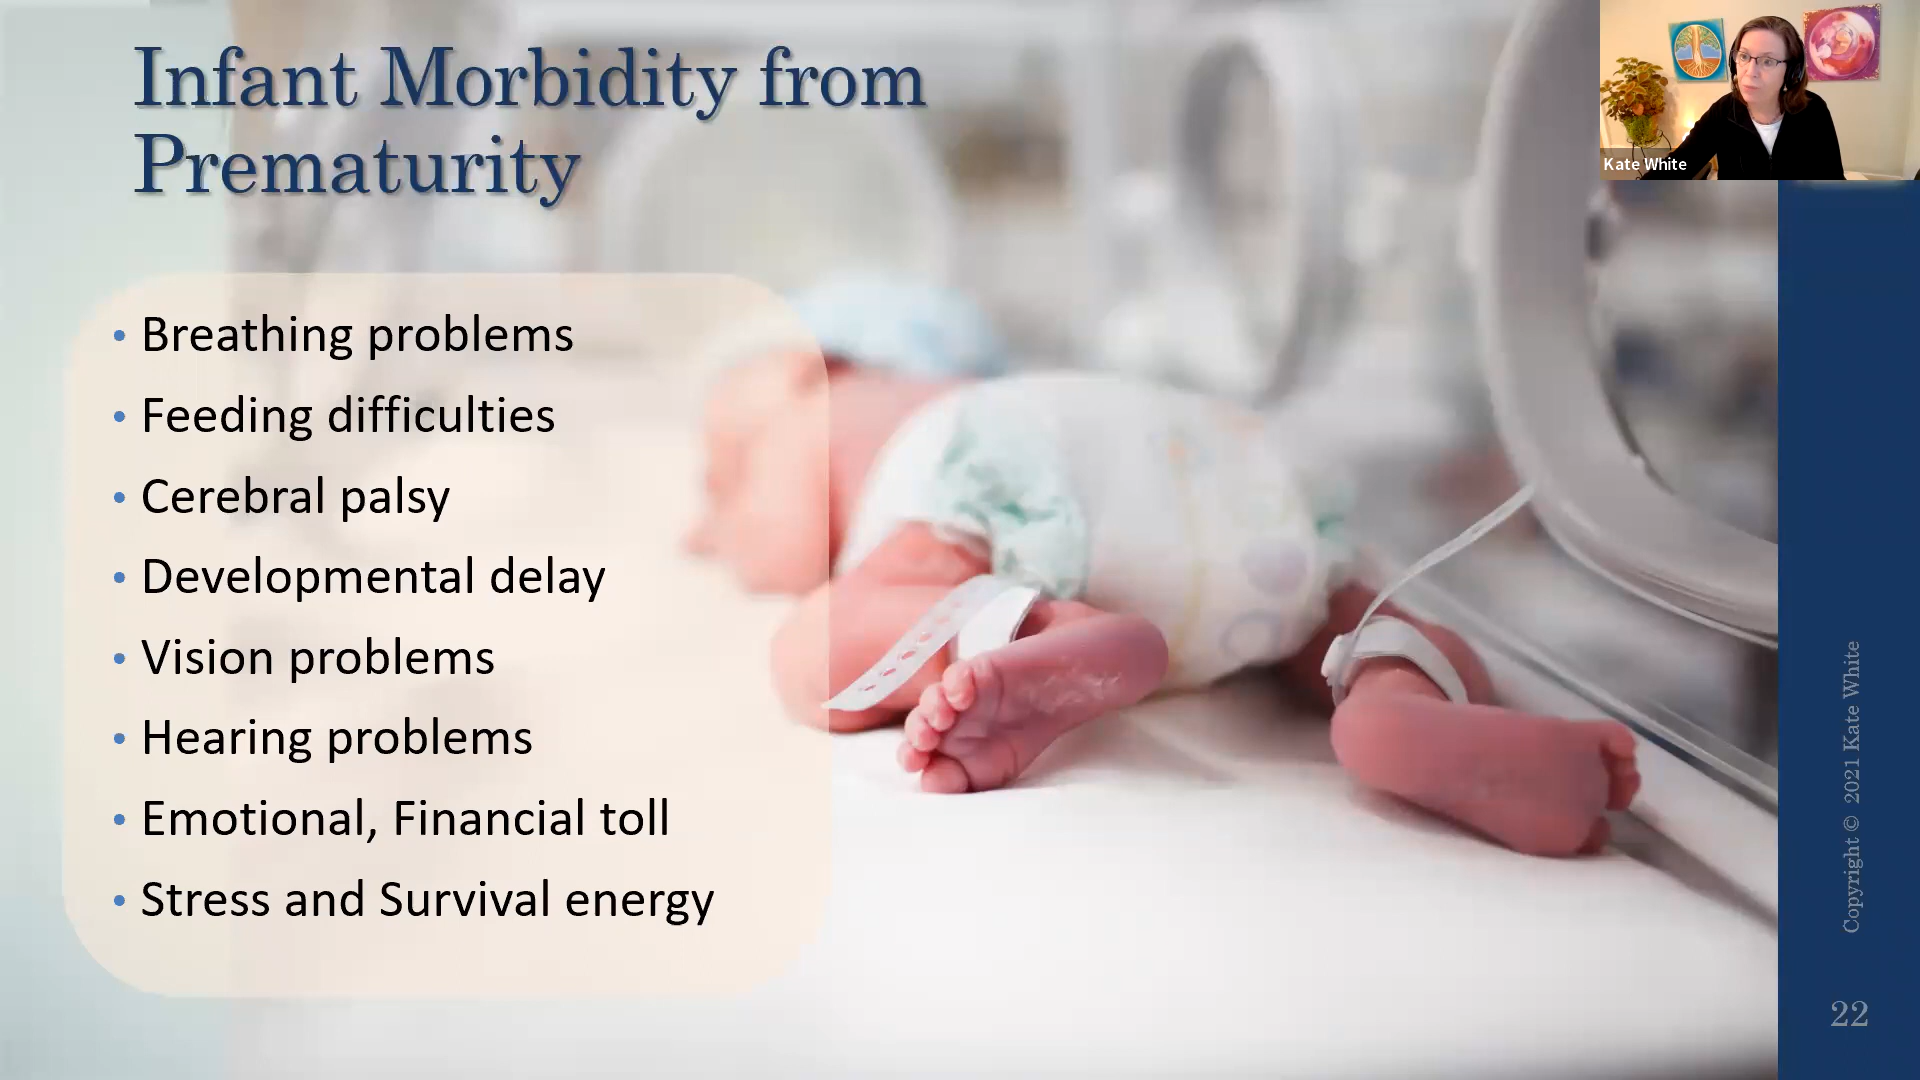 Infant Morbidity from
Prematurity
• Breathing problems
• Feeding difficulties
• Cerebral palsy
• Developmental delay
• Vision problems
• Hearing problems
• Emotional, Financial toll
• Stress and Survival energy
Kate White
Copyright © 2021 Kate White
22